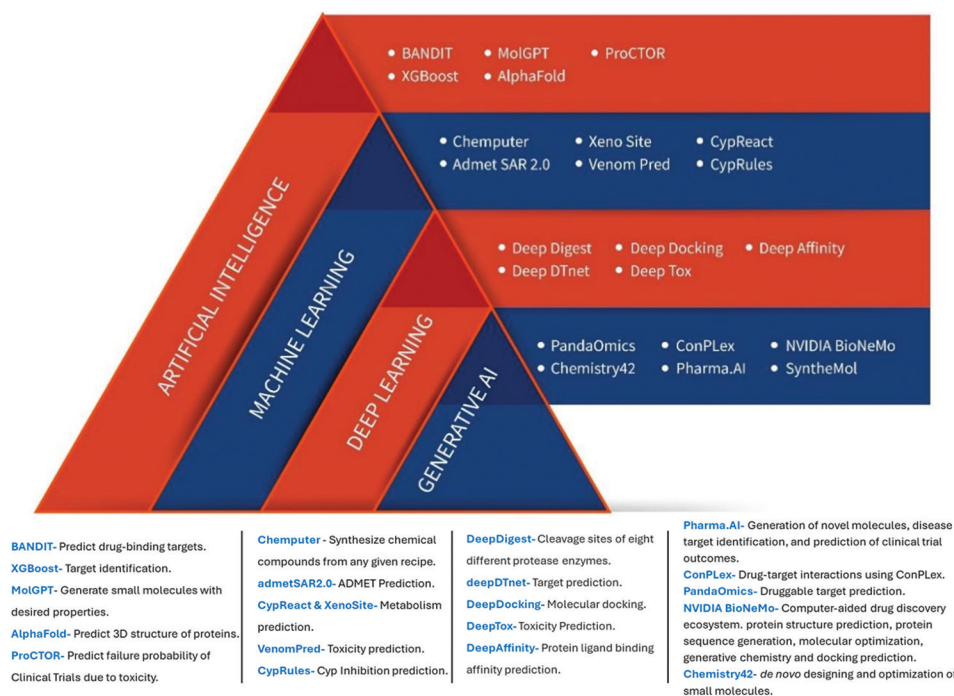 • BANDIT • MolGPT • ProCTOR
• XGBoost • AlphaFold
• Chemputer • Xeno Site • CypReact
• Admet SAR 2.0 • Venom Pred • CypRules
• Deep Digest • Deep Docking • Deep Affinity
• Deep DTnet • Deep Tox
• PandaOmics • ConPLex • NVIDIA BioNeMo
• Chemistry42 • Pharma.AI • SyntheMol
ARTIFICIAL INTELLIGENCE
MACHINE LEARNING
DEEP LEARNING
GENERATIVE AI
BANDIT- Predict drug-binding targets.
XGBoost- Target identification.
MolGPT- Generate small molecules with
desired properties.
AlphaFold- Predict 3D structure of proteins.
ProCTOR- Predict failure probability of
Clinical Trials due to toxicity.
Chemputer - Synthesize chemical
compounds from any given recipe.
admetSAR2.0- ADMET Prediction.
CypReact & XenoSite- Metabolism
prediction.
VenomPred- Toxicity prediction.
CypRules- Cyp Inhibition prediction.
DeepDigest- Cleavage sites of eight
different protease enzymes.
deepDTnet- Target prediction.
DeepDocking- Molecular docking.
DeepTox- Toxicity Prediction.
DeepAffinity- Protein ligand binding
affinity prediction.
Pharma.AI- Generation of novel molecules, disease
target identification, and prediction of clinical trial
outcomes.
ConPLex- Drug-target interactions using ConPLex.
PandaOmics- Druggable target prediction.
NVIDIA BioNeMo- Computer-aided drug discovery
ecosystem. protein structure prediction, protein
sequence generation, molecular optimization,
generative chemistry and docking prediction.
Chemistry42- de novo designing and optimization of
small molecules.